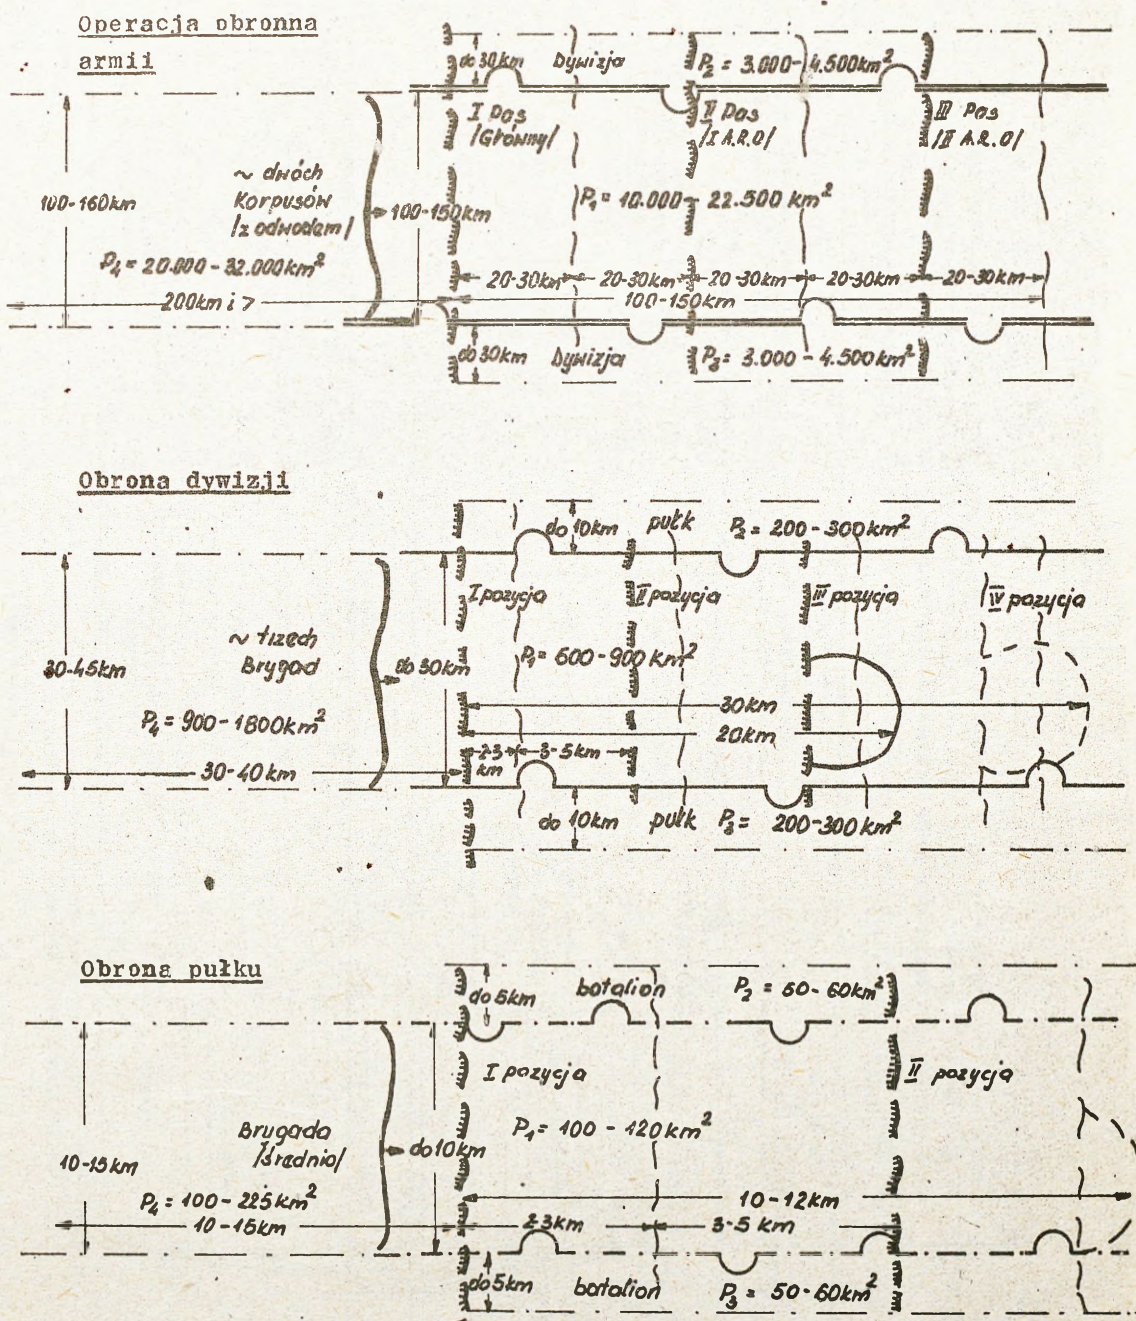 Operacja obronna
armii
do 30km Dywizja P₂ = 3.000-4.500km²
I Pas II Pas III Pas
/Główny/ /I A.R.O/ /II A.R.O/
~ dwóch
Korpusów
/z odwodem/
100-160km 100-150km P₁ = 10.000 - 22.500 km²
P₄ = 20.000-32.000km²
20-30km 20-30km 20-30km 20-30km 20-30km
200km i > 100-150km
do 30km Dywizja P₃ = 3.000-4.500km²
Obrona dywizji
do 10km pułk P₂ = 200-300km²
I pozycja II pozycja III pozycja IV pozycja
~ trzech
Brygad
30-45km do 30km P₁ = 600-900km²
P₄ = 900-1800km²
30km
20km
2-3 km 3-5km
30-40km
do 10km pułk P₃ = 200-300km²
Obrona pułku
do 5km batalion P₂ = 50-60km²
I pozycja II pozycja
Brygada
/średnio/
10-15km do 10km P₁ = 100-120km²
P₄ = 100-225km²
10-12km
10-15km 2-3km 3-5 km
do 5km batalion P₃ = 50-60km²